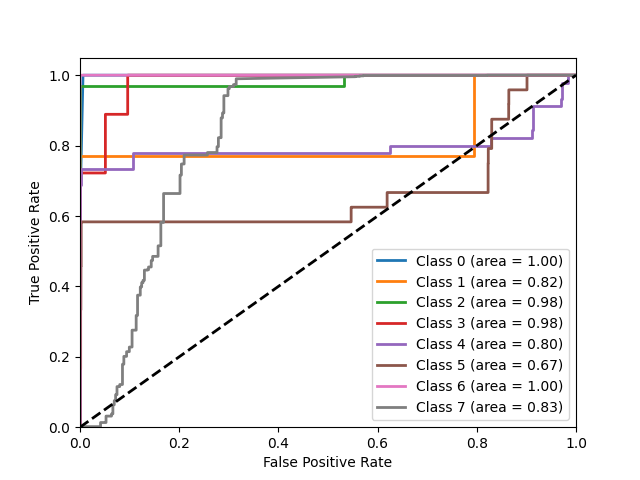 1.0
0.8
0.6
0.4
0.2
0.0
True Positive Rate
0.0 0.2 0.4 0.6 0.8 1.0
False Positive Rate
Class 0 (area = 1.00)
Class 1 (area = 0.82)
Class 2 (area = 0.98)
Class 3 (area = 0.98)
Class 4 (area = 0.80)
Class 5 (area = 0.67)
Class 6 (area = 1.00)
Class 7 (area = 0.83)